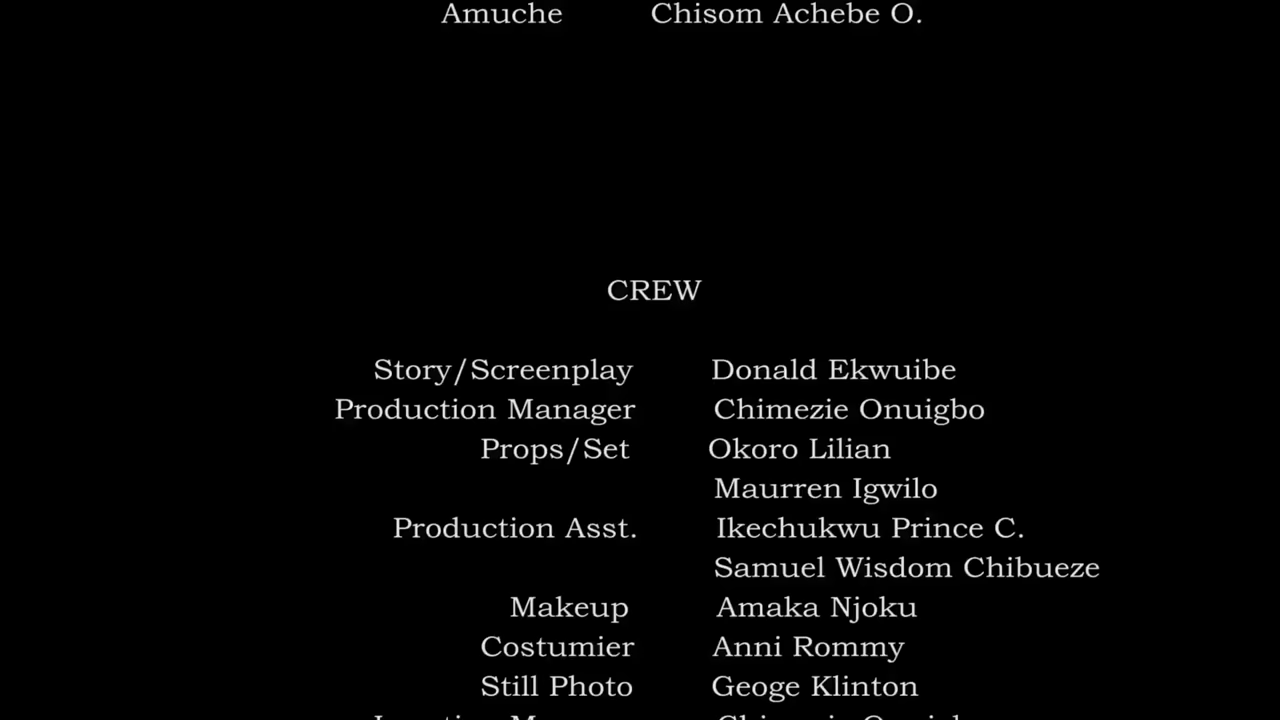 Amuche Chisom Achebe O.
CREW
Story/Screenplay Donald Ekwuibe
Production Manager Chimezie Onuigbo
Props/Set Okoro Lilian
Maurren Igwilo
Production Asst. Ikechukwu Prince C.
Samuel Wisdom Chibueze
Makeup Amaka Njoku
Costumier Anni Rommy
Still Photo Geoge Klinton